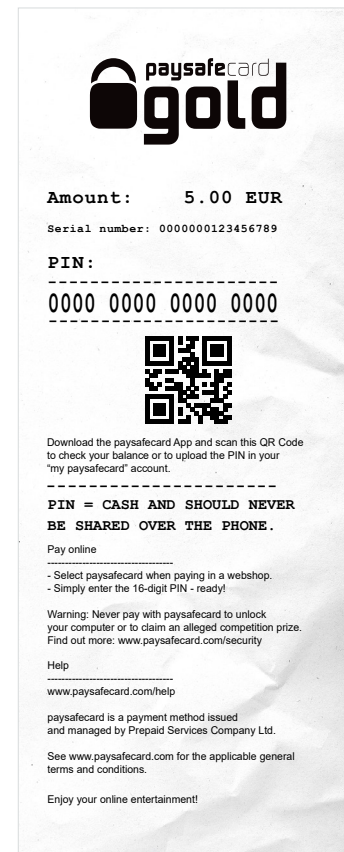 paysafecard
gold
Amount: 5.00 EUR
Serial number: 0000000123456789
PIN:
-----------------------
0000 0000 0000 0000
-----------------------
Download the paysafecard App and scan this QR Code
to check your balance or to upload the PIN in your
“my paysafecard” account.
-----------------------
PIN = CASH AND SHOULD NEVER
BE SHARED OVER THE PHONE.
Pay online
--------------------------------------
- Select paysafecard when paying in a webshop.
- Simply enter the 16-digit PIN - ready!
Warning: Never pay with paysafecard to unlock
your computer or to claim an alleged competition prize.
Find out more: www.paysafecard.com/security
Help
--------------------------------------
www.paysafecard.com/help
paysafecard is a payment method issued
and managed by Prepaid Services Company Ltd.
See www.paysafecard.com for the applicable general
terms and conditions.
Enjoy your online entertainment!